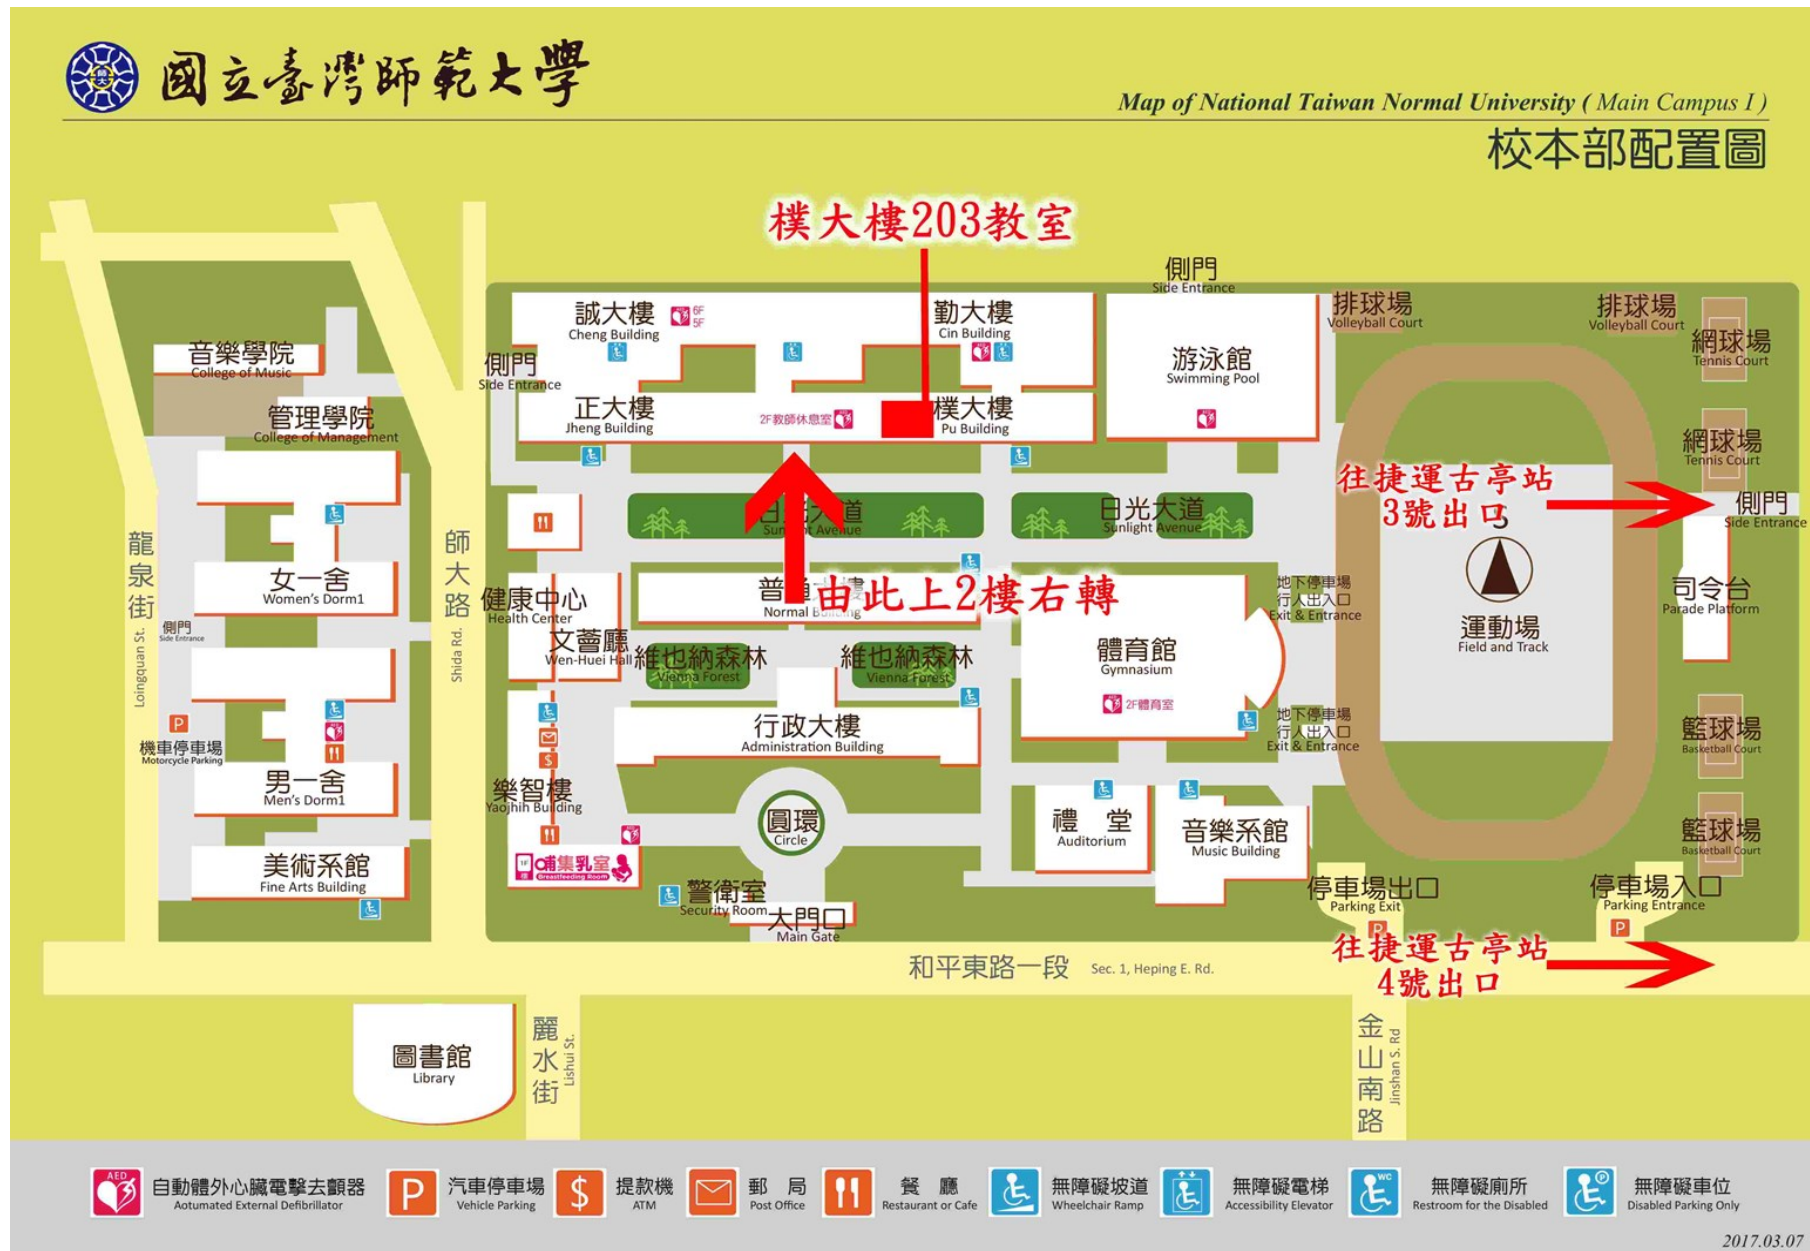 國立臺灣師範大學
Map of National Taiwan Normal University ( Main Campus I )
校本部配置圖
樸大樓203教室
側門
Side Entrance
誠大樓
Cheng Building
6F
5F
勤大樓
Cin Building
排球場
Volleyball Court
排球場
Volleyball Court
網球場
Tennis Court
音樂學院
College of Music
側門
Side Entrance
游泳館
Swimming Pool
管理學院
College of Management
正大樓
Jheng Building
2F教師休息室
樸大樓
Pu Building
網球場
Tennis Court
往捷運古亭站
3號出口
側門
Side Entrance
日光大道
Sunlight Avenue
日光大道
Sunlight Avenue
S
龍泉街
Loingquan St.
師大路
Shida Rd.
女一舍
Women's Dorm1
健康中心
Health Center
普通大樓
Normal Building
由此上2樓右轉
地下停車場
行人出入口
Exit & Entrance
司令台
Parade Platform
側門
Side Entrance
文薈廳
Wen-Huei Hall
維也納森林
Vienna Forest
維也納森林
Vienna Forest
體育館
Gymnasium
2F體育室
運動場
Field and Track
P
機車停車場
Motorcycle Parking
行政大樓
Administration Building
地下停車場
行人出入口
Exit & Entrance
籃球場
Basketball Court
男一舍
Men's Dorm1
$
樂智樓
Yaojhih Building
圓環
Circle
禮 堂
Auditorium
音樂系館
Music Building
籃球場
Basketball Court
美術系館
Fine Arts Building
1F
哺集乳室
Breastfeeding Room
警衛室
Security Room
大門口
Main Gate
停車場出口
Parking Exit
P
停車場入口
Parking Entrance
P
往捷運古亭站
4號出口
和平東路一段 Sec. 1, Heping E. Rd.
圖書館
Library
麗水街
Lishui St.
金山南路
Jinshan S. Rd
AED
自動體外心臟電擊去顫器
Aotumated External Defibrillator
P
汽車停車場
Vehicle Parking
$
提款機
ATM
郵 局
Post Office
餐 廳
Restaurant or Cafe
無障礙坡道
Wheelchair Ramp
無障礙電梯
Accessibility Elevator
WC
無障礙廁所
Restroom for the Disabled
P
無障礙車位
Disabled Parking Only
2017.03.07